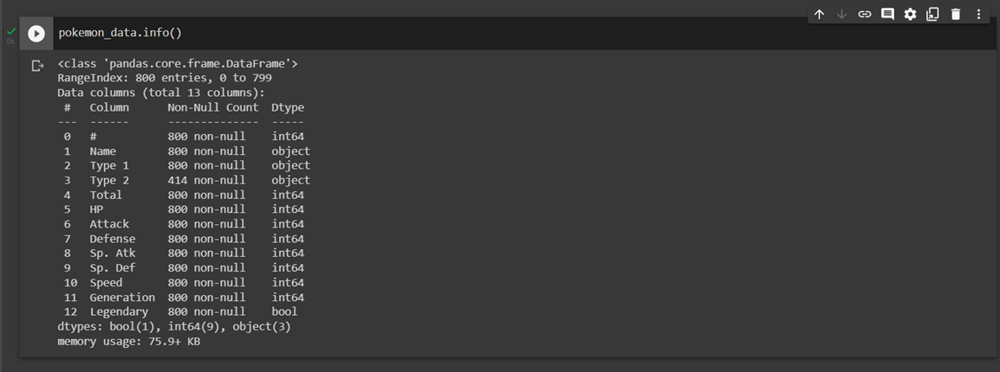 pokemon_data.info()
0s
<class 'pandas.core.frame.DataFrame'>
RangeIndex: 800 entries, 0 to 799
Data columns (total 13 columns):
 #   Column      Non-Null Count  Dtype
---  ------      --------------  -----
 0   #           800 non-null    int64
 1   Name        800 non-null    object
 2   Type 1      800 non-null    object
 3   Type 2      414 non-null    object
 4   Total       800 non-null    int64
 5   HP          800 non-null    int64
 6   Attack      800 non-null    int64
 7   Defense     800 non-null    int64
 8   Sp. Atk     800 non-null    int64
 9   Sp. Def     800 non-null    int64
 10  Speed       800 non-null    int64
 11  Generation  800 non-null    int64
 12  Legendary   800 non-null    bool
dtypes: bool(1), int64(9), object(3)
memory usage: 75.9+ KB